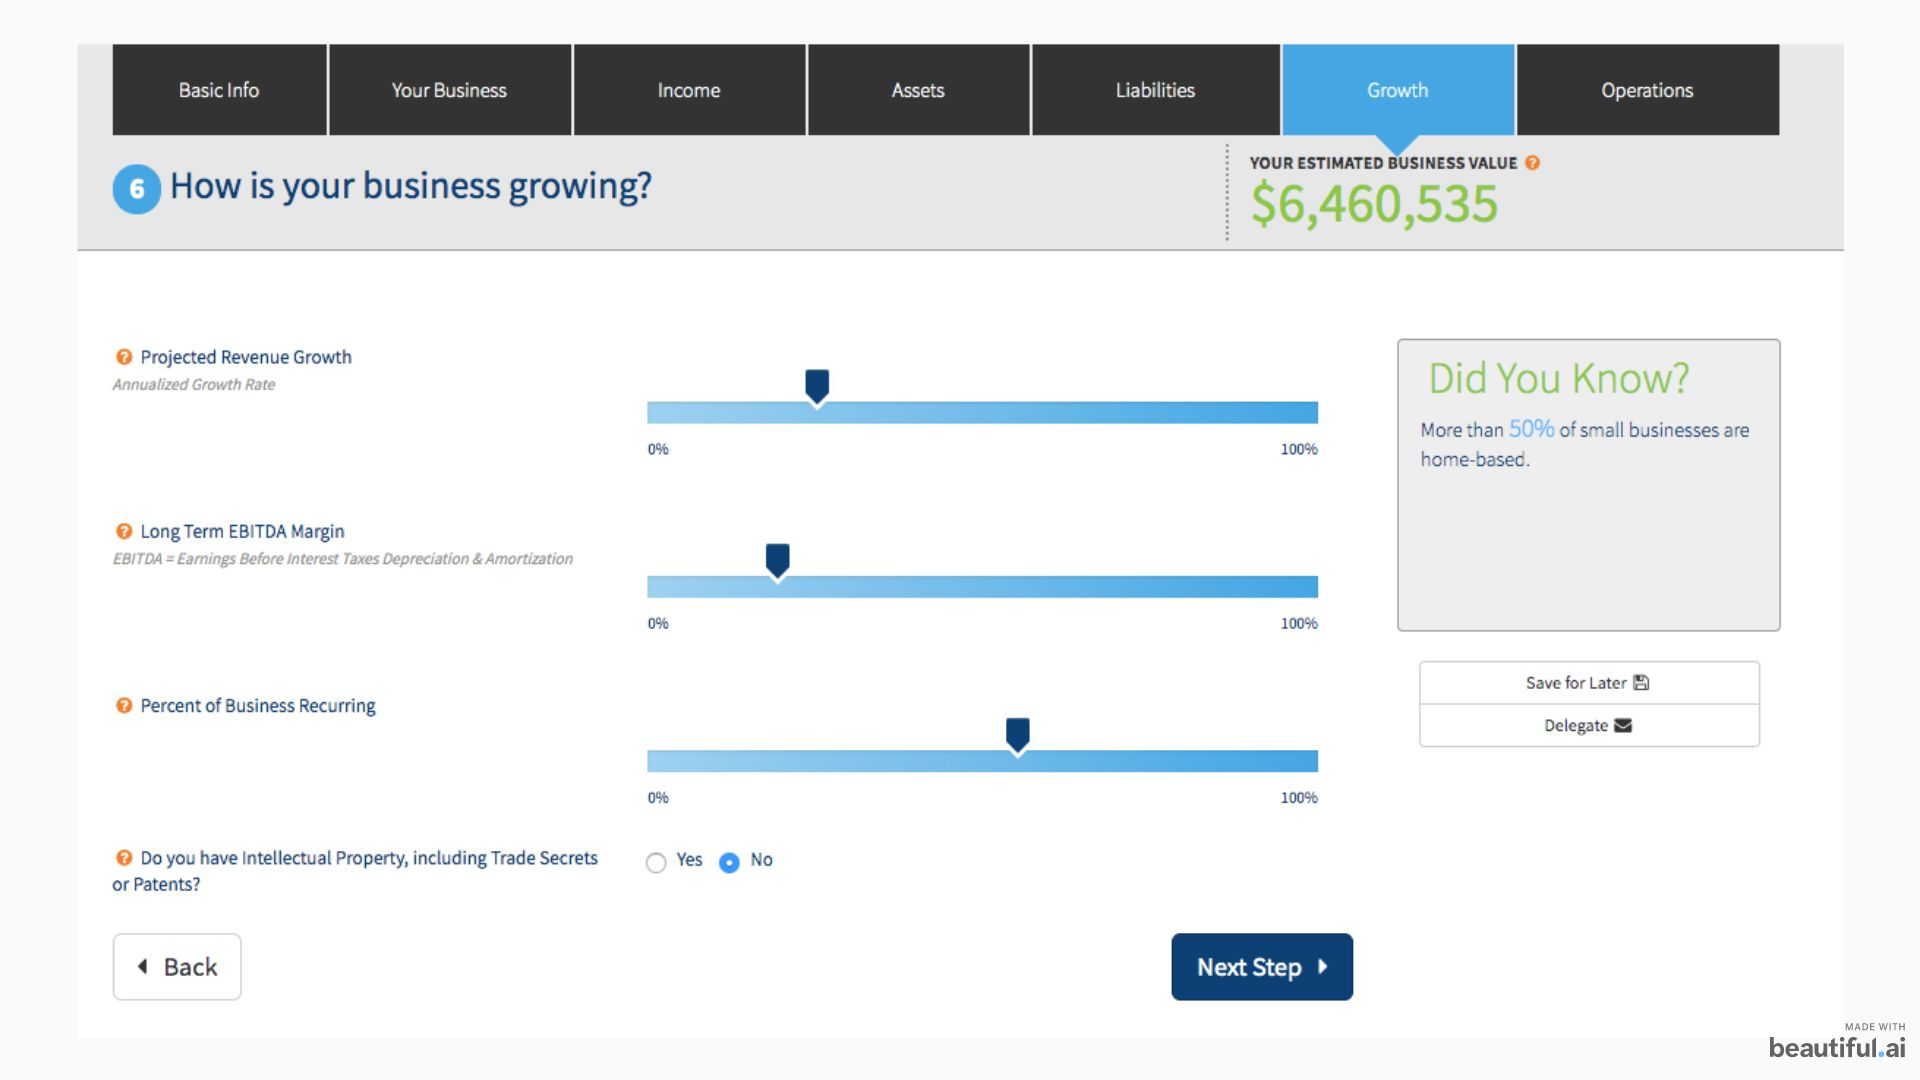 Basic Info
Your Business
Income
Assets
Liabilities
Growth
Operations
6 How is your business growing?
YOUR ESTIMATED BUSINESS VALUE ?
$6,460,535
? Projected Revenue Growth
Annualized Growth Rate
0%
100%
? Long Term EBITDA Margin
EBITDA = Earnings Before Interest Taxes Depreciation & Amortization
0%
100%
? Percent of Business Recurring
0%
100%
? Do you have Intellectual Property, including Trade Secrets
or Patents?
Yes
No
Did You Know?
More than 50% of small businesses are
home-based.
Save for Later
Delegate
Back
Next Step
MADE WITH
beautiful.ai